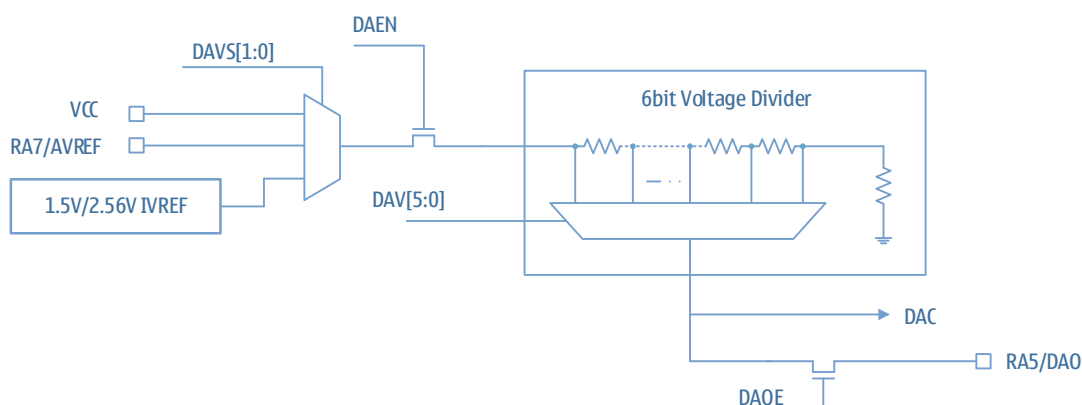 DAEN
DAVS[1:0]
6bit Voltage Divider
VCC
RA7/AVREF
1.5V/2.56V IVREF
DAV[5:0]
DAC
RA5/DAO
DAOE